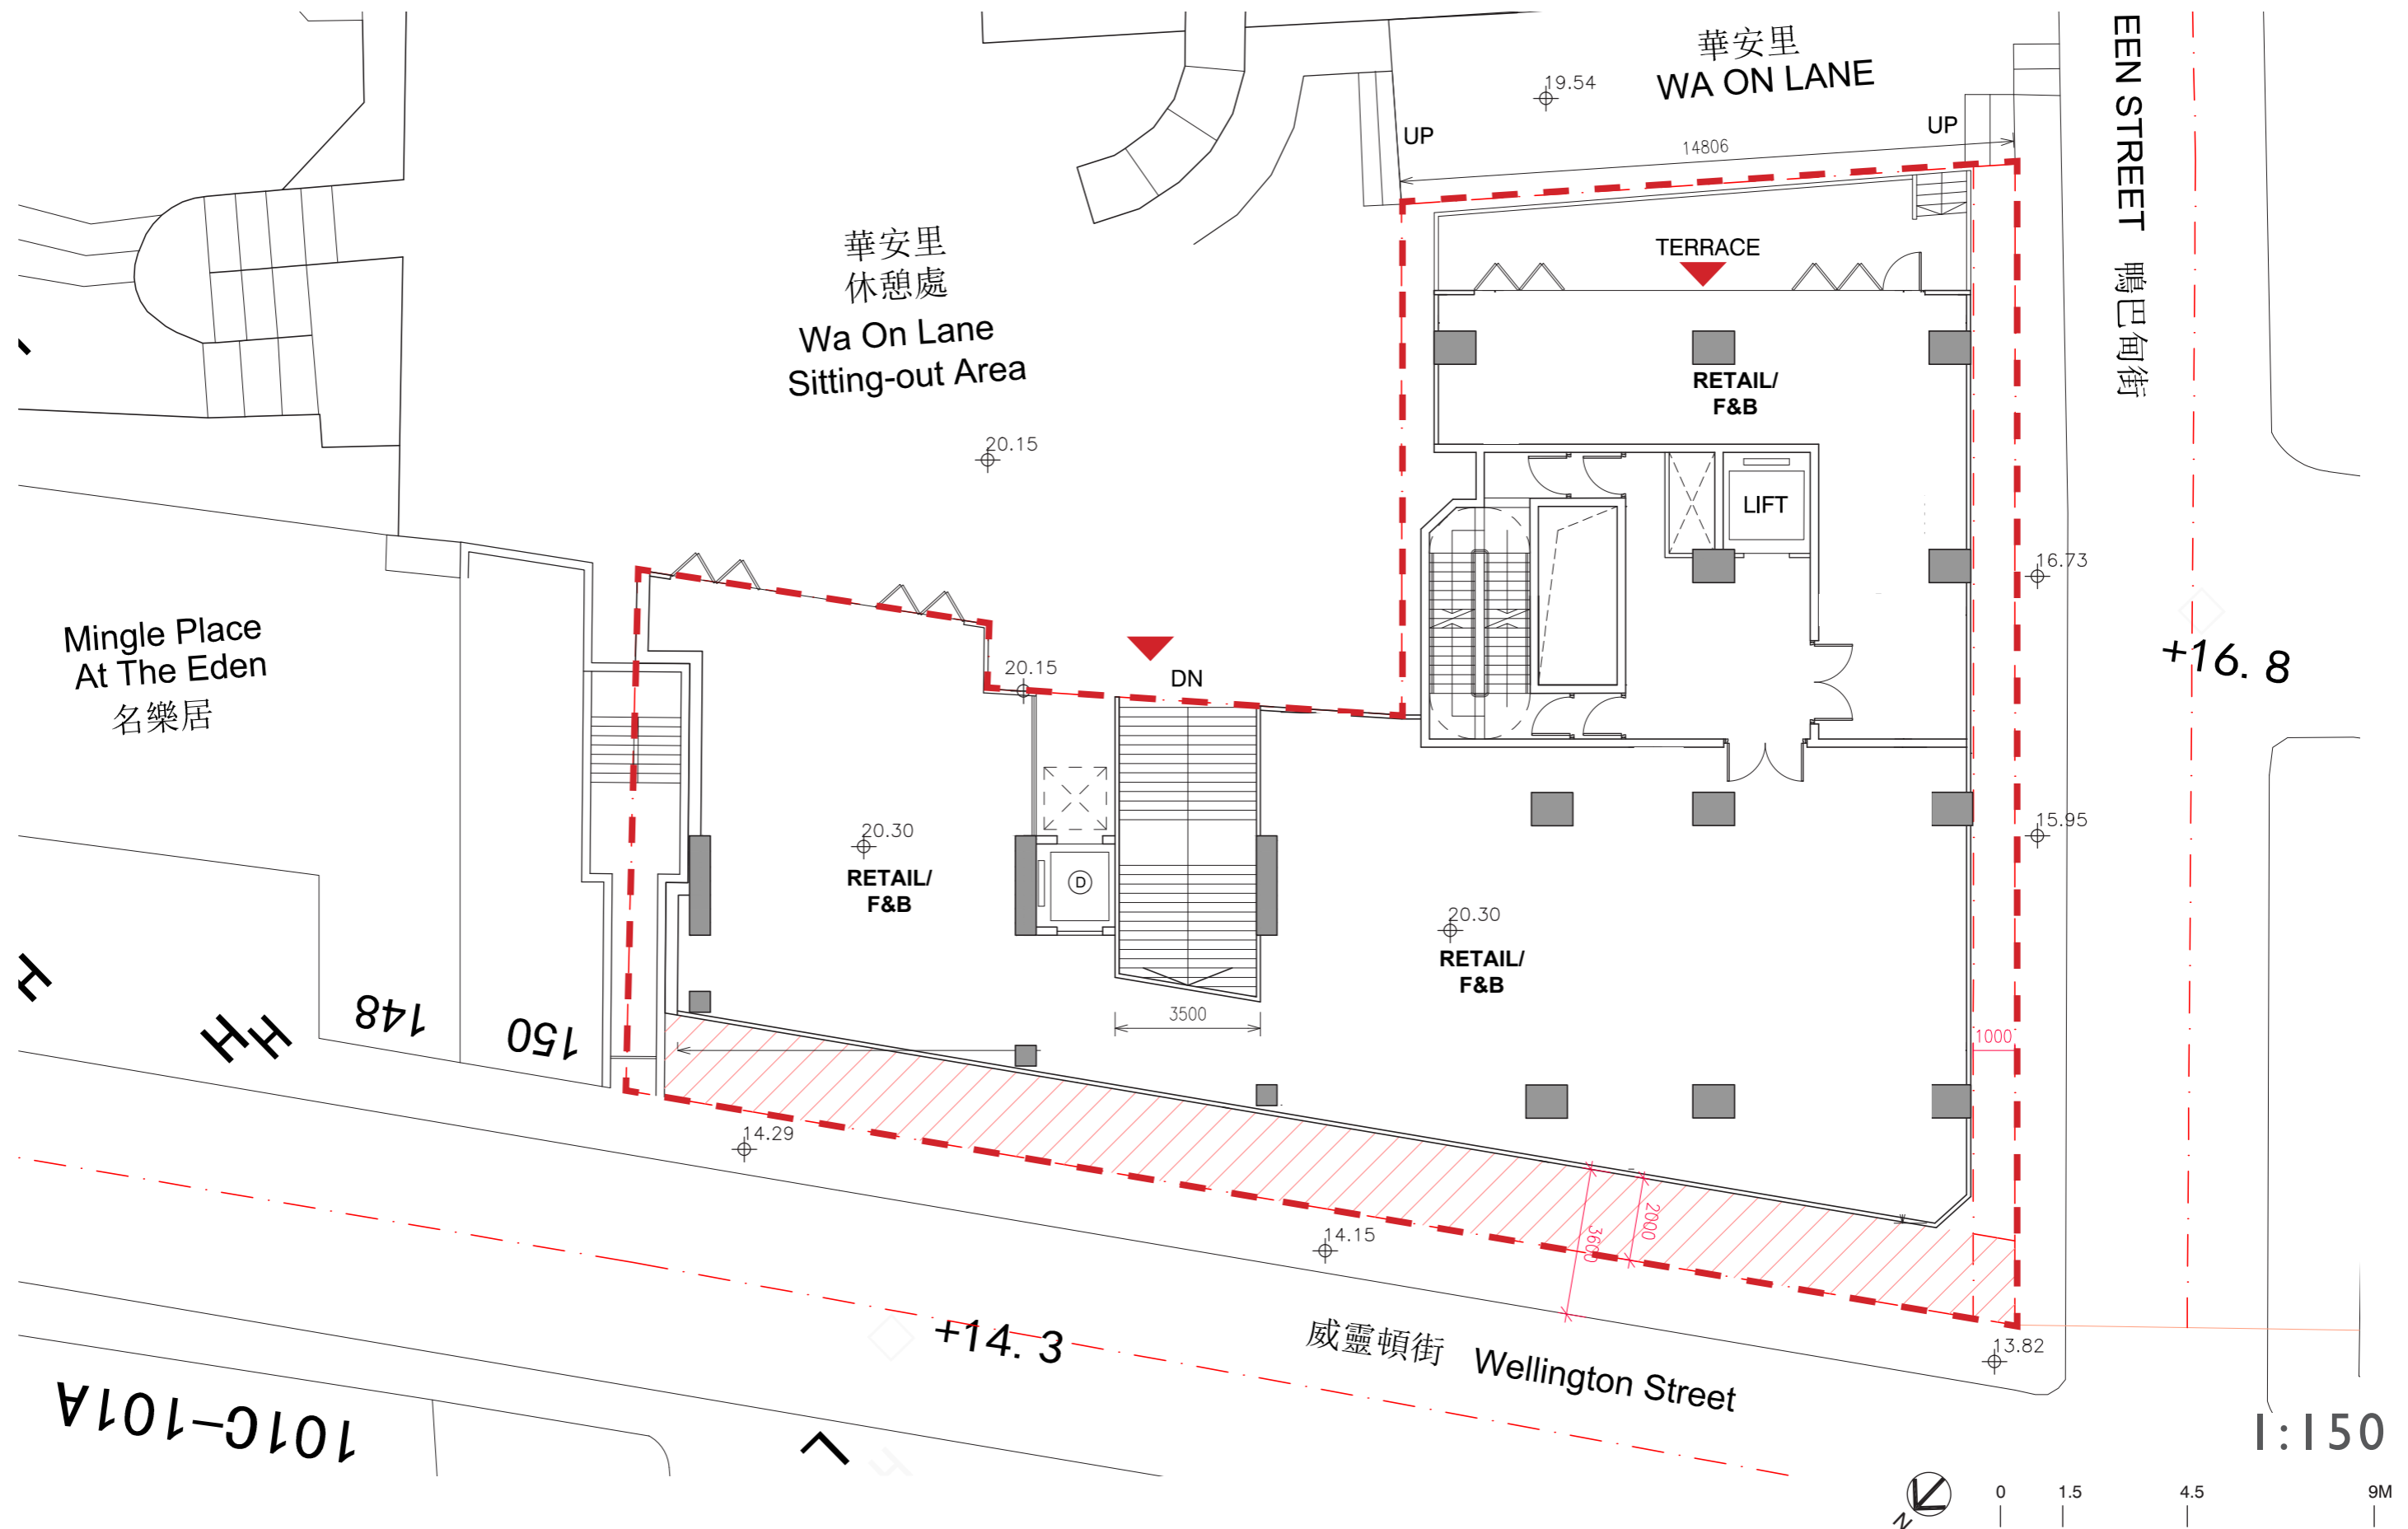 華安里
WA ON LANE
19.54
UP
UP
14806
EEN STREET 鴨巴甸街
華安里
休憩處
Wa On Lane
Sitting-out Area
TERRACE
RETAIL/
F&B
20.15
LIFT
16.73
+16. 8
Mingle Place
At The Eden
名樂居
20.15
DN
20.30
RETAIL/
F&B
D
15.95
20.30
RETAIL/
F&B
3500
1000
148
150
H
HH
14.29
2000
3600
14.15
+14. 3
威靈頓街 Wellington Street
13.82
101C-101A
L
H
1:150
N
0 1.5 4.5 9M